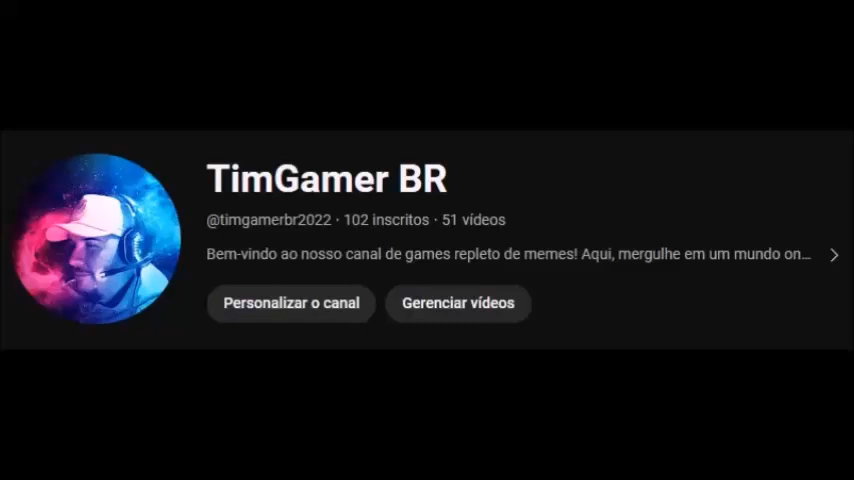 TimGamer BR
@timgamerbr2022 · 102 inscritos · 51 vídeos
Bem-vindo ao nosso canal de games repleto de memes! Aqui, mergulhe em um mundo on...
Personalizar o canal Gerenciar vídeos